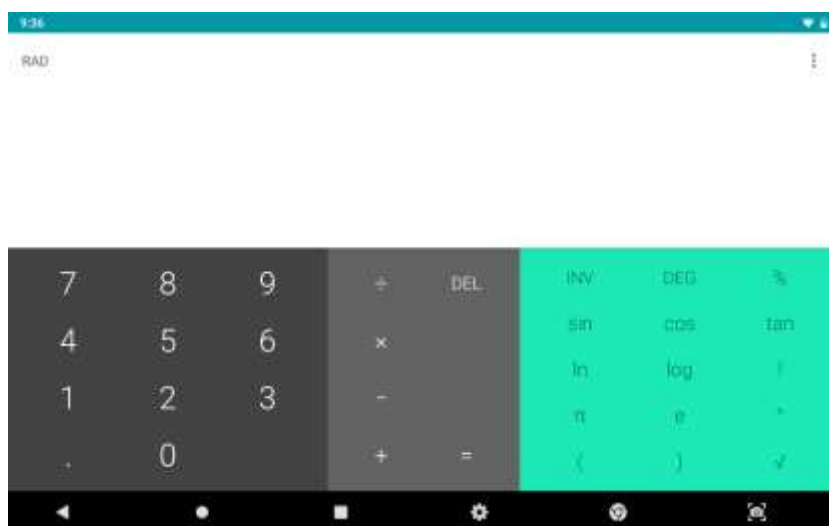 9:36
RAD
7 8 9 ÷ DEL INV DEG %
4 5 6 × sin cos tan
1 2 3 − ln log !
. 0 + = π e ^
( ) √